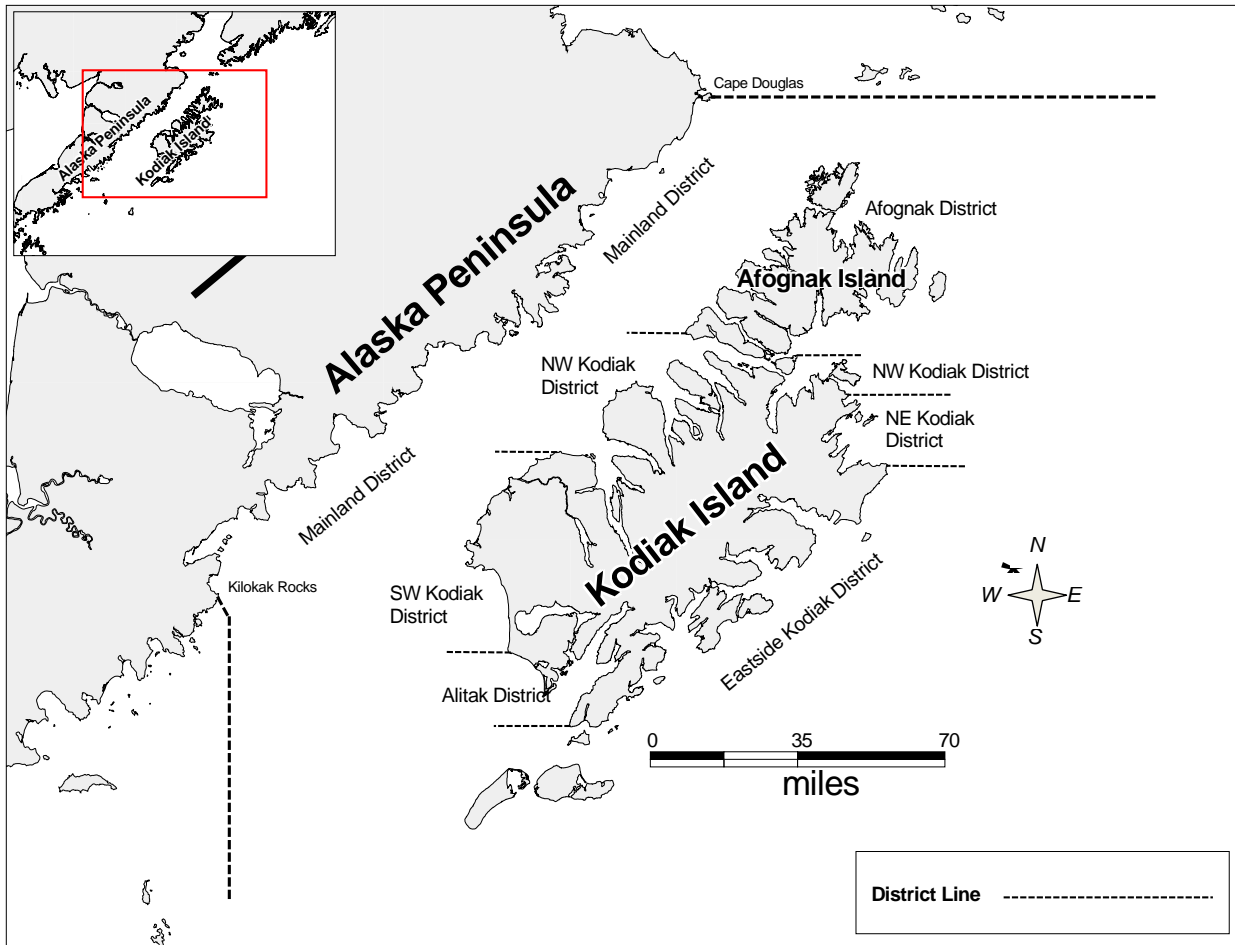 Alaska Peninsula
Kodiak Island
Cape Douglas
Mainland District
Afognak District
Alaska Peninsula
Afognak Island
NW Kodiak
District
NW Kodiak District
NE Kodiak
District
Mainland District
Kodiak Island
Kilokak Rocks
SW Kodiak
District
Eastside Kodiak District
N
W
E
S
Alitak District
0
35
70
miles
District Line